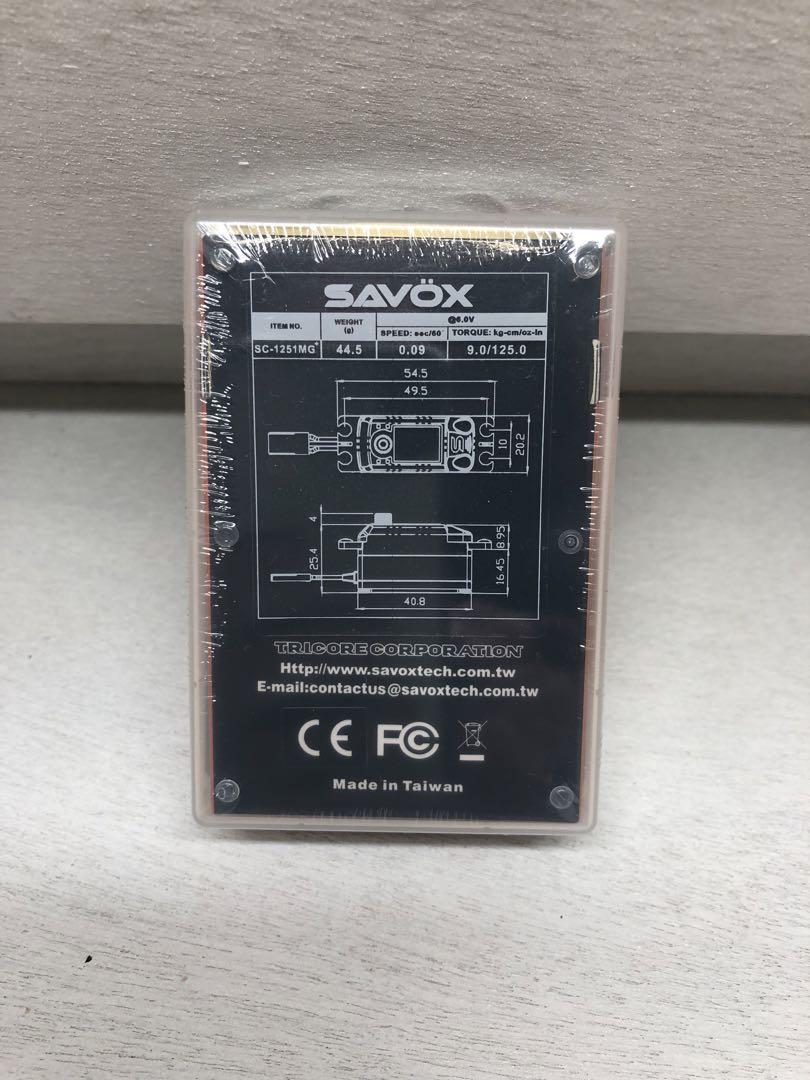 SAVÖX
ITEM NO. WEIGHT (g) @6.0V
SPEED: sec/60° TORQUE: kg-cm/oz-in
SC-1251MG+ 44.5 0.09 9.0/125.0
54.5
49.5
10
20.2
4
25.4
8.95
16.45
40.8
TRICORE CORPORATION
Http://www.savoxtech.com.tw
E-mail:contactus@savoxtech.com.tw
CE FC
Made in Taiwan